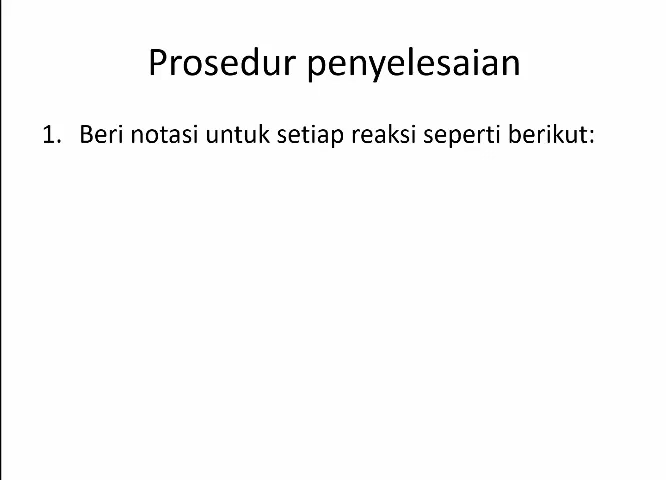 Prosedur penyelesaian
1. Beri notasi untuk setiap reaksi seperti berikut: